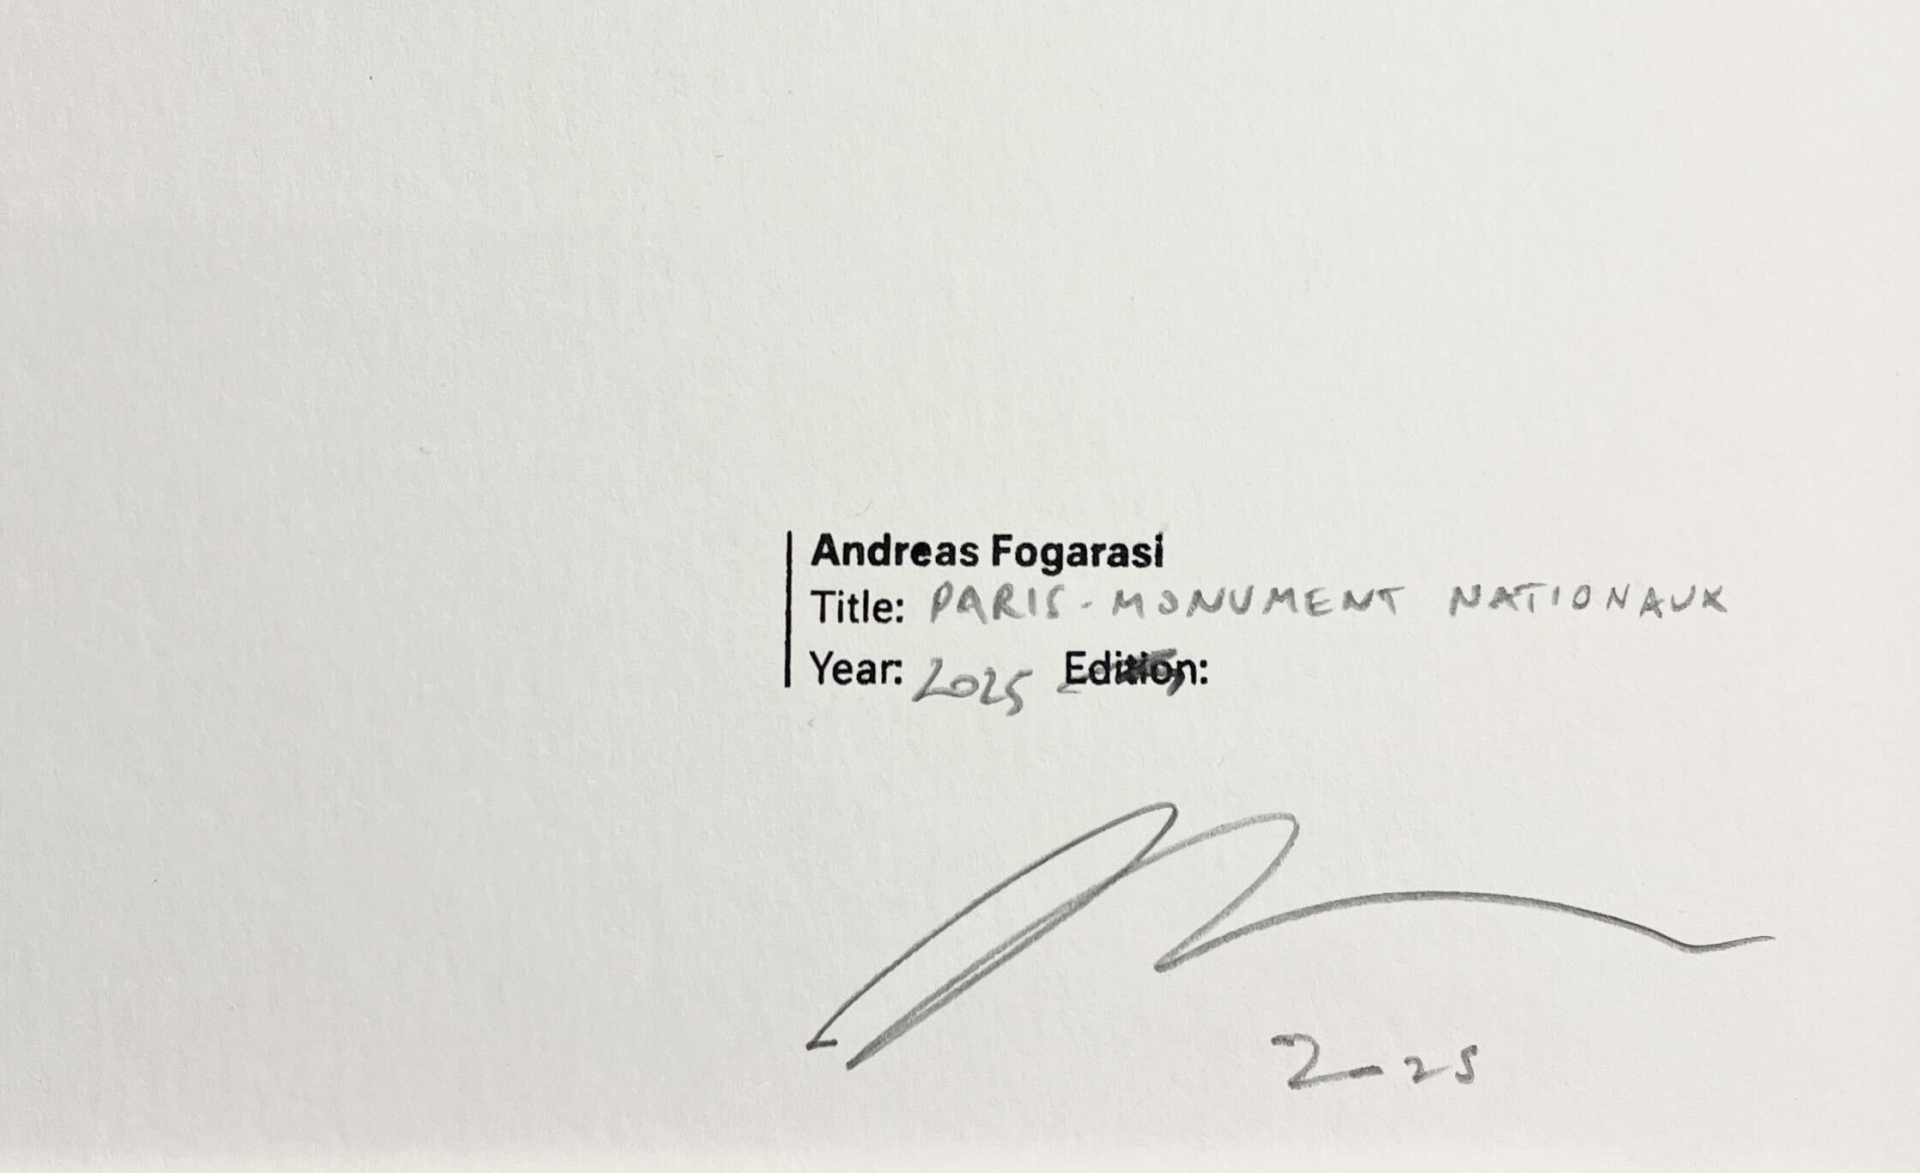 Andreas Fogarasi
Title: PARIS - MONUMENT NATIONAUX
Year: 2025 Edition:
2025